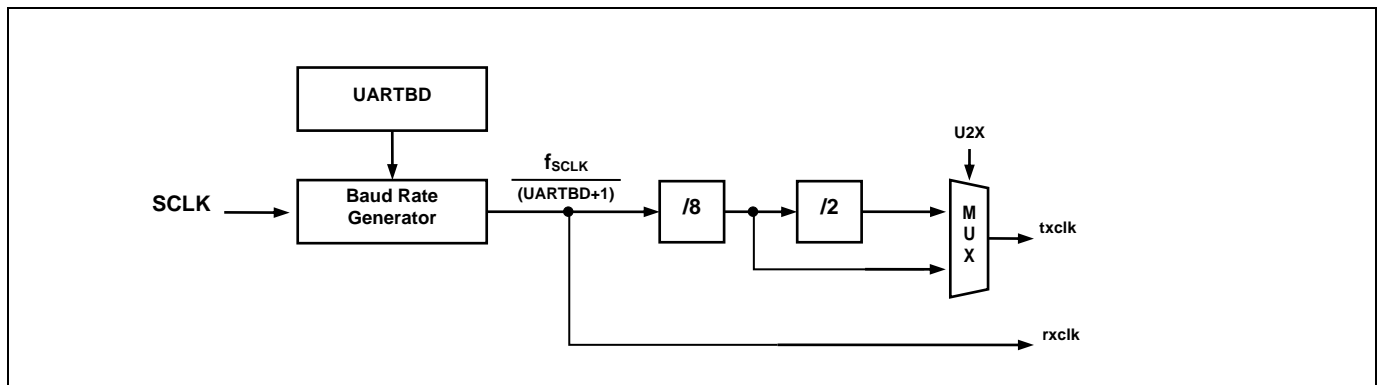 UARTBD
U2X
fSCLK
(UARTBD+1)
SCLK
Baud Rate
Generator
/8
/2
M
U
X
txclk
rxclk